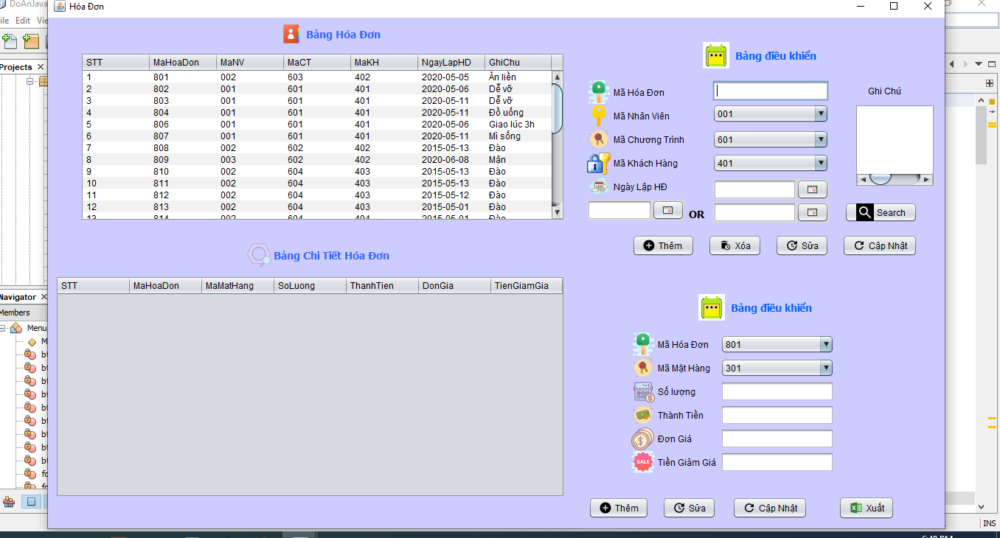 DoAnJava
Hóa Đơn
File Edit
Projects
Navigator
Members
Menu
Bảng Hóa Đơn
STT MaHoaDon MaNV MaCT MaKH NgayLapHD GhiChu
1 801 002 603 402 2020-05-05 Ăn liền
2 802 001 601 401 2020-05-06 Dễ vỡ
3 803 001 601 401 2020-05-11 Dễ vỡ
4 804 001 601 401 2020-05-11 Đồ uống
5 806 001 601 401 2020-05-06 Giao lúc 3h
6 807 001 601 401 2020-05-11 Mì sống
7 808 002 602 402 2015-05-13 Đào
8 809 003 602 402 2020-06-08 Mận
9 810 002 604 403 2015-05-13 Đào
10 811 002 604 403 2015-05-13 Đào
11 812 002 604 403 2015-05-12 Đào
12 813 002 604 403 2015-05-01 Đào
13 814 002 604 404 2015-05-01 Đào
Bảng điều khiển
Mã Hóa Đơn
Ghi Chú
Mã Nhân Viên 001
Mã Chương Trình 601
Mã Khách Hàng 401
Ngày Lập HĐ
OR
Search
Thêm Xóa Sửa Cập Nhật
Bảng Chi Tiết Hóa Đơn
STT MaHoaDon MaMatHang SoLuong ThanhTien DonGia TienGiamGia
Bảng điều khiển
Mã Hóa Đơn 801
Mã Mặt Hàng 301
Số lượng
Thành Tiền
Đơn Giá
SALE Tiền Giảm Giá
Thêm Sửa Cập Nhật Xuất
INS